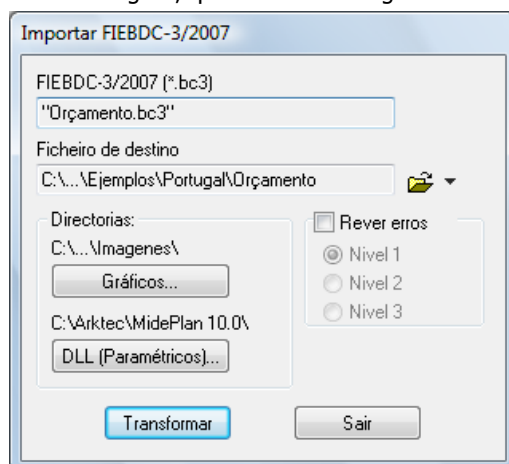 Importar FIEBDC-3/2007
FIEBDC-3/2007 (*.bc3)
"Orçamento.bc3"
Ficheiro de destino
C:\...\Ejemplos\Portugal\Orçamento
Directorias:
C:\...\Imagenes\
Gráficos...
C:\Arktec\MidePlan 10.0\
DLL (Paramétricos)...
Rever erros
Nivel 1
Nivel 2
Nivel 3
Transformar
Sair